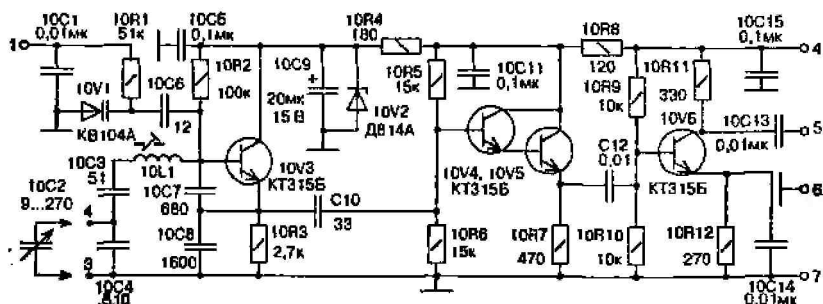 10C1
0,01мк
1
10R1
51к
10V1
КВ104А
10C6
12
10C5
0,1мк
10R2
100к
10C9
20мк
15В
10V2
Д814А
10R4
180
10R5
15к
10C11
0,1мк
10R8
120
10R9
10к
10R11
330
10C15
0,1мк
4
10C13
0,01мк
5
6
10V6
КТ315Б
10V4, 10V5
КТ315Б
C12
0,01
10V3
КТ315Б
10C3
51
10L1
10C2
9...270
4
3
10C4
510
10C7
680
10C8
1600
10R3
2,7к
C10
33
10R6
15к
10R7
470
10R10
10к
10R12
270
10C14
0,01мк
7